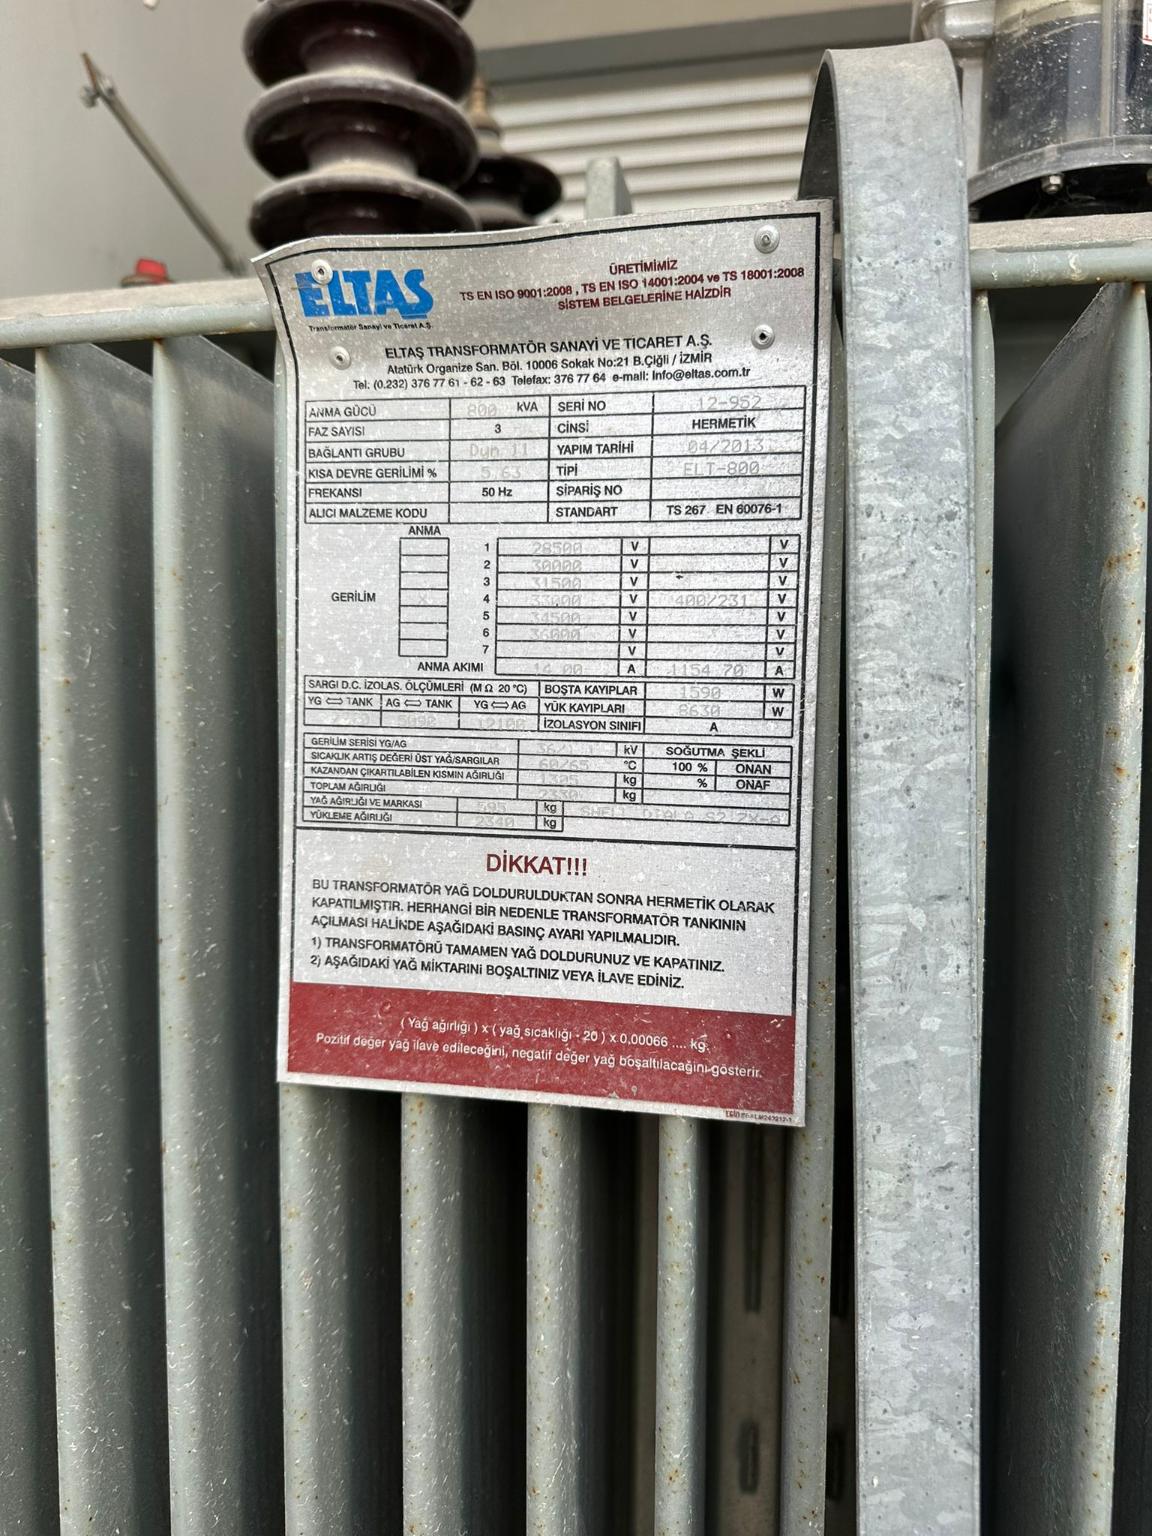 ELTAŞ
Transformatör Sanayi ve Ticaret A.Ş.
ÜRETİMİMİZ
TS EN ISO 9001:2008 , TS EN ISO 14001:2004 ve TS 18001:2008
SİSTEM BELGELERİNE HAİZDİR
ELTAŞ TRANSFORMATÖR SANAYİ VE TİCARET A.Ş.
Atatürk Organize San. Böl. 10006 Sokak No:21 B.Çiğli / İZMİR
Tel: (0.232) 376 77 61 - 62 - 63 Telefax: 376 77 64 e-mail: Info@eltas.com.tr
ANMA GÜCÜ 800 kVA SERİ NO 12-952
FAZ SAYISI 3 CİNSİ HERMETİK
BAĞLANTI GRUBU Dyn 11 YAPIM TARİHİ 04/2013
KISA DEVRE GERİLİMİ % 5.63 TİPİ ELT-800
FREKANSI 50 Hz SİPARİŞ NO
ALICI MALZEME KODU STANDART TS 267 EN 60076-1
ANMA
1 28500 V V
2 30000 V V
3 31500 V V
GERİLİM X 4 33000 V 400/231 V
5 34500 V V
6 36000 V V
7 V V
ANMA AKIMI 14.00 A 1154.70 A
SARGI D.C. İZOLAS. ÖLÇÜMLERİ (M Ω 20 °C) BOŞTA KAYIPLAR 1590 W
YG ⇔ TANK AG ⇔ TANK YG ⇔ AG YÜK KAYIPLARI 8630 W
12100 İZOLASYON SINIFI A
GERİLİM SERİSİ YG/AG kV SOĞUTMA ŞEKLİ
SICAKLIK ARTIŞ DEĞERİ ÜST YAĞ/SARGILAR 60/65 °C 100 % ONAN
KAZANDAN ÇIKARTILABİLEN KISMIN AĞIRLIĞI 1305 kg % ONAF
TOPLAM AĞIRLIĞI 2330 kg
YAĞ AĞIRLIĞI VE MARKASI 595 kg SHELL DIALA S2 ZX-A
YÜKLEME AĞIRLIĞI 2340 kg
DİKKAT!!!
BU TRANSFORMATÖR YAĞ DOLDURULDUKTAN SONRA HERMETİK OLARAK
KAPATILMIŞTIR. HERHANGİ BİR NEDENLE TRANSFORMATÖR TANKININ
AÇILMASI HALİNDE AŞAĞIDAKİ BASINÇ AYARI YAPILMALIDIR.
1) TRANSFORMATÖRÜ TAMAMEN YAĞ DOLDURUNUZ VE KAPATINIZ.
2) AŞAĞIDAKİ YAĞ MİKTARINI BOŞALTINIZ VEYA İLAVE EDİNİZ.
( Yağ ağırlığı ) x ( yağ sıcaklığı - 20 ) x 0,00066 .... kg.
Pozitif değer yağ ilave edileceğini, negatif değer yağ boşaltılacağını gösterir.